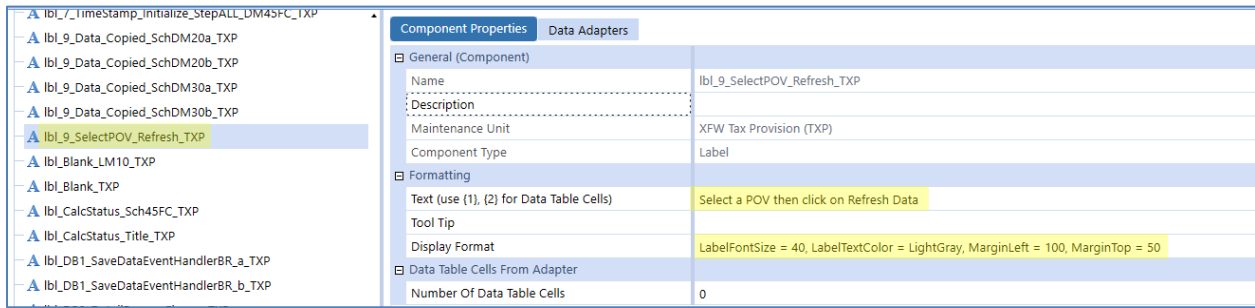 lbl_7_TimeStamp_Initialize_StepALL_DM45FC_TXP
lbl_9_Data_Copied_SchDM20a_TXP
lbl_9_Data_Copied_SchDM20b_TXP
lbl_9_Data_Copied_SchDM30a_TXP
lbl_9_Data_Copied_SchDM30b_TXP
lbl_9_SelectPOV_Refresh_TXP
lbl_Blank_LM10_TXP
lbl_Blank_TXP
lbl_CalcStatus_Sch45FC_TXP
lbl_CalcStatus_Title_TXP
lbl_DB1_SaveDataEventHandlerBR_a_TXP
lbl_DB1_SaveDataEventHandlerBR_b_TXP
Component Properties Data Adapters
General (Component)
Name lbl_9_SelectPOV_Refresh_TXP
Description
Maintenance Unit XFW Tax Provision (TXP)
Component Type Label
Formatting
Text (use {1}, {2} for Data Table Cells) Select a POV then click on Refresh Data
Tool Tip
Display Format LabelFontSize = 40, LabelTextColor = LightGray, MarginLeft = 100, MarginTop = 50
Data Table Cells From Adapter
Number Of Data Table Cells 0